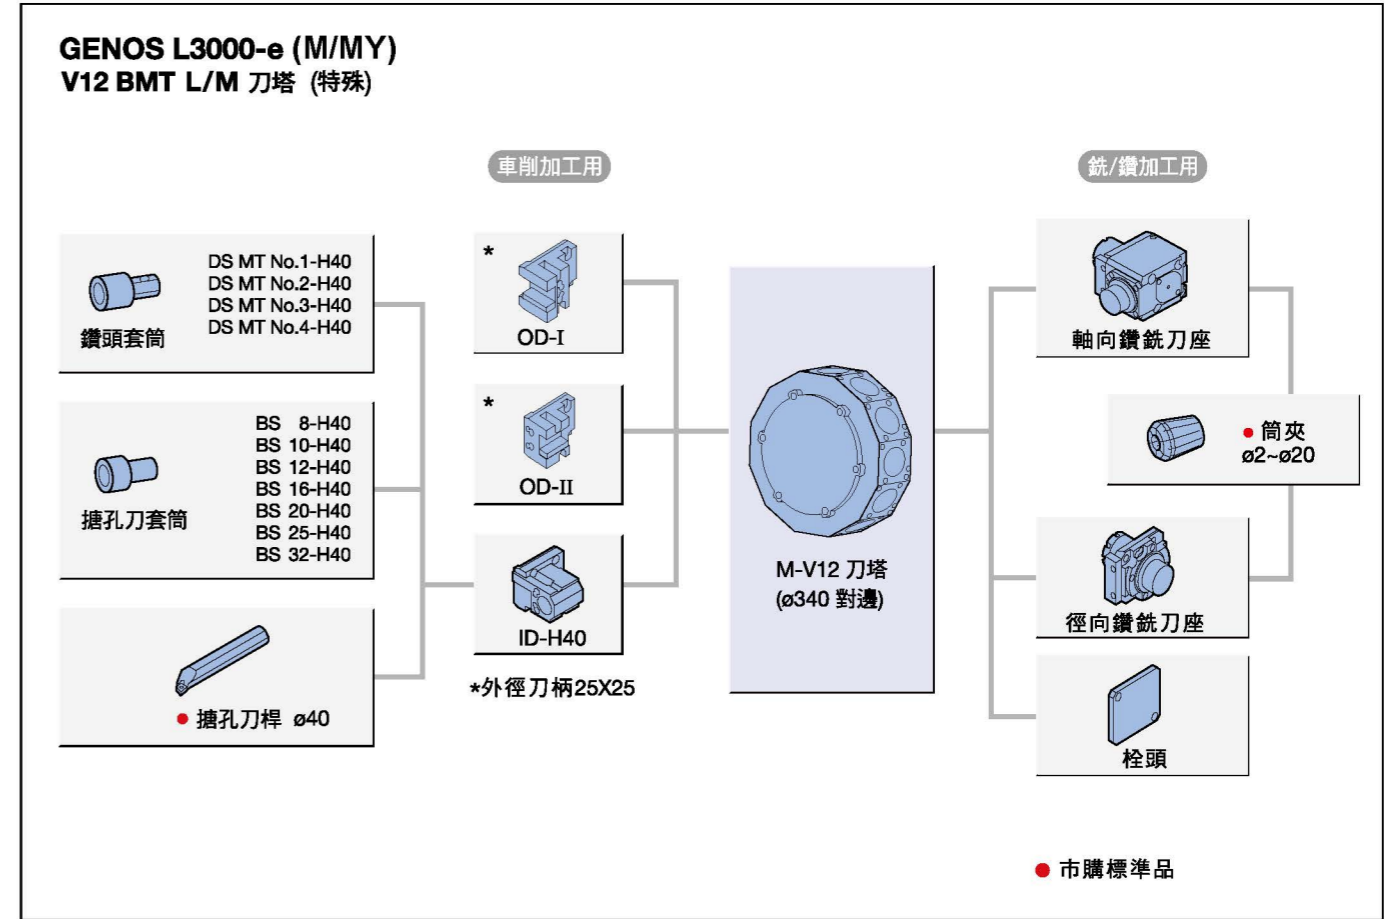 GENOS L3000-e (M/MY)
V12 BMT L/M 刀塔 (特殊)
車削加工用
銑/鑽加工用
DS MT No.1-H40
DS MT No.2-H40
DS MT No.3-H40
DS MT No.4-H40
鑽頭套筒
BS 8-H40
BS 10-H40
BS 12-H40
BS 16-H40
BS 20-H40
BS 25-H40
BS 32-H40
搪孔刀套筒
● 搪孔刀桿 ø40
*
OD-I
*
OD-II
ID-H40
*外徑刀柄25X25
M-V12 刀塔
(ø340 對邊)
軸向鑽銑刀座
● 筒夾
ø2~ø20
徑向鑽銑刀座
栓頭
● 市購標準品